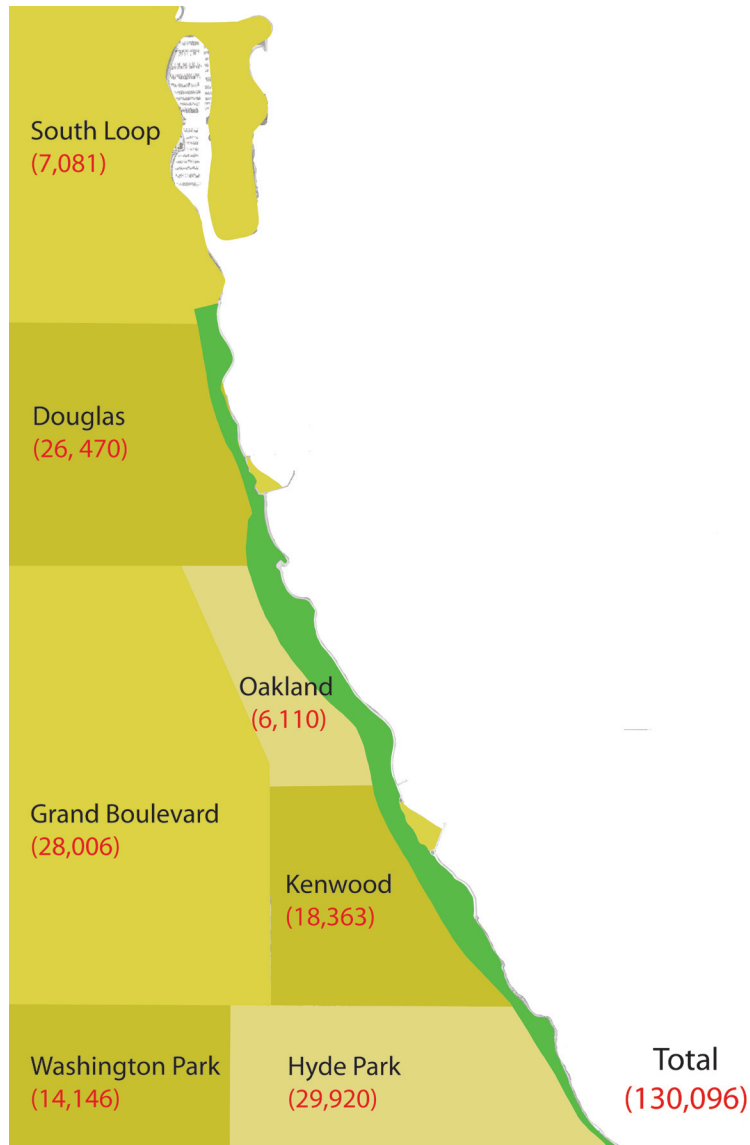 South Loop
(7,081)
Douglas
(26, 470)
Oakland
(6,110)
Grand Boulevard
(28,006)
Kenwood
(18,363)
Washington Park
(14,146)
Hyde Park
(29,920)
Total
(130,096)